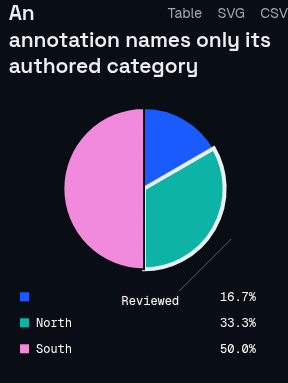 An
Table SVG CSV
annotation names only its
authored category
Reviewed
16.7%
North 33.3%
South 50.0%